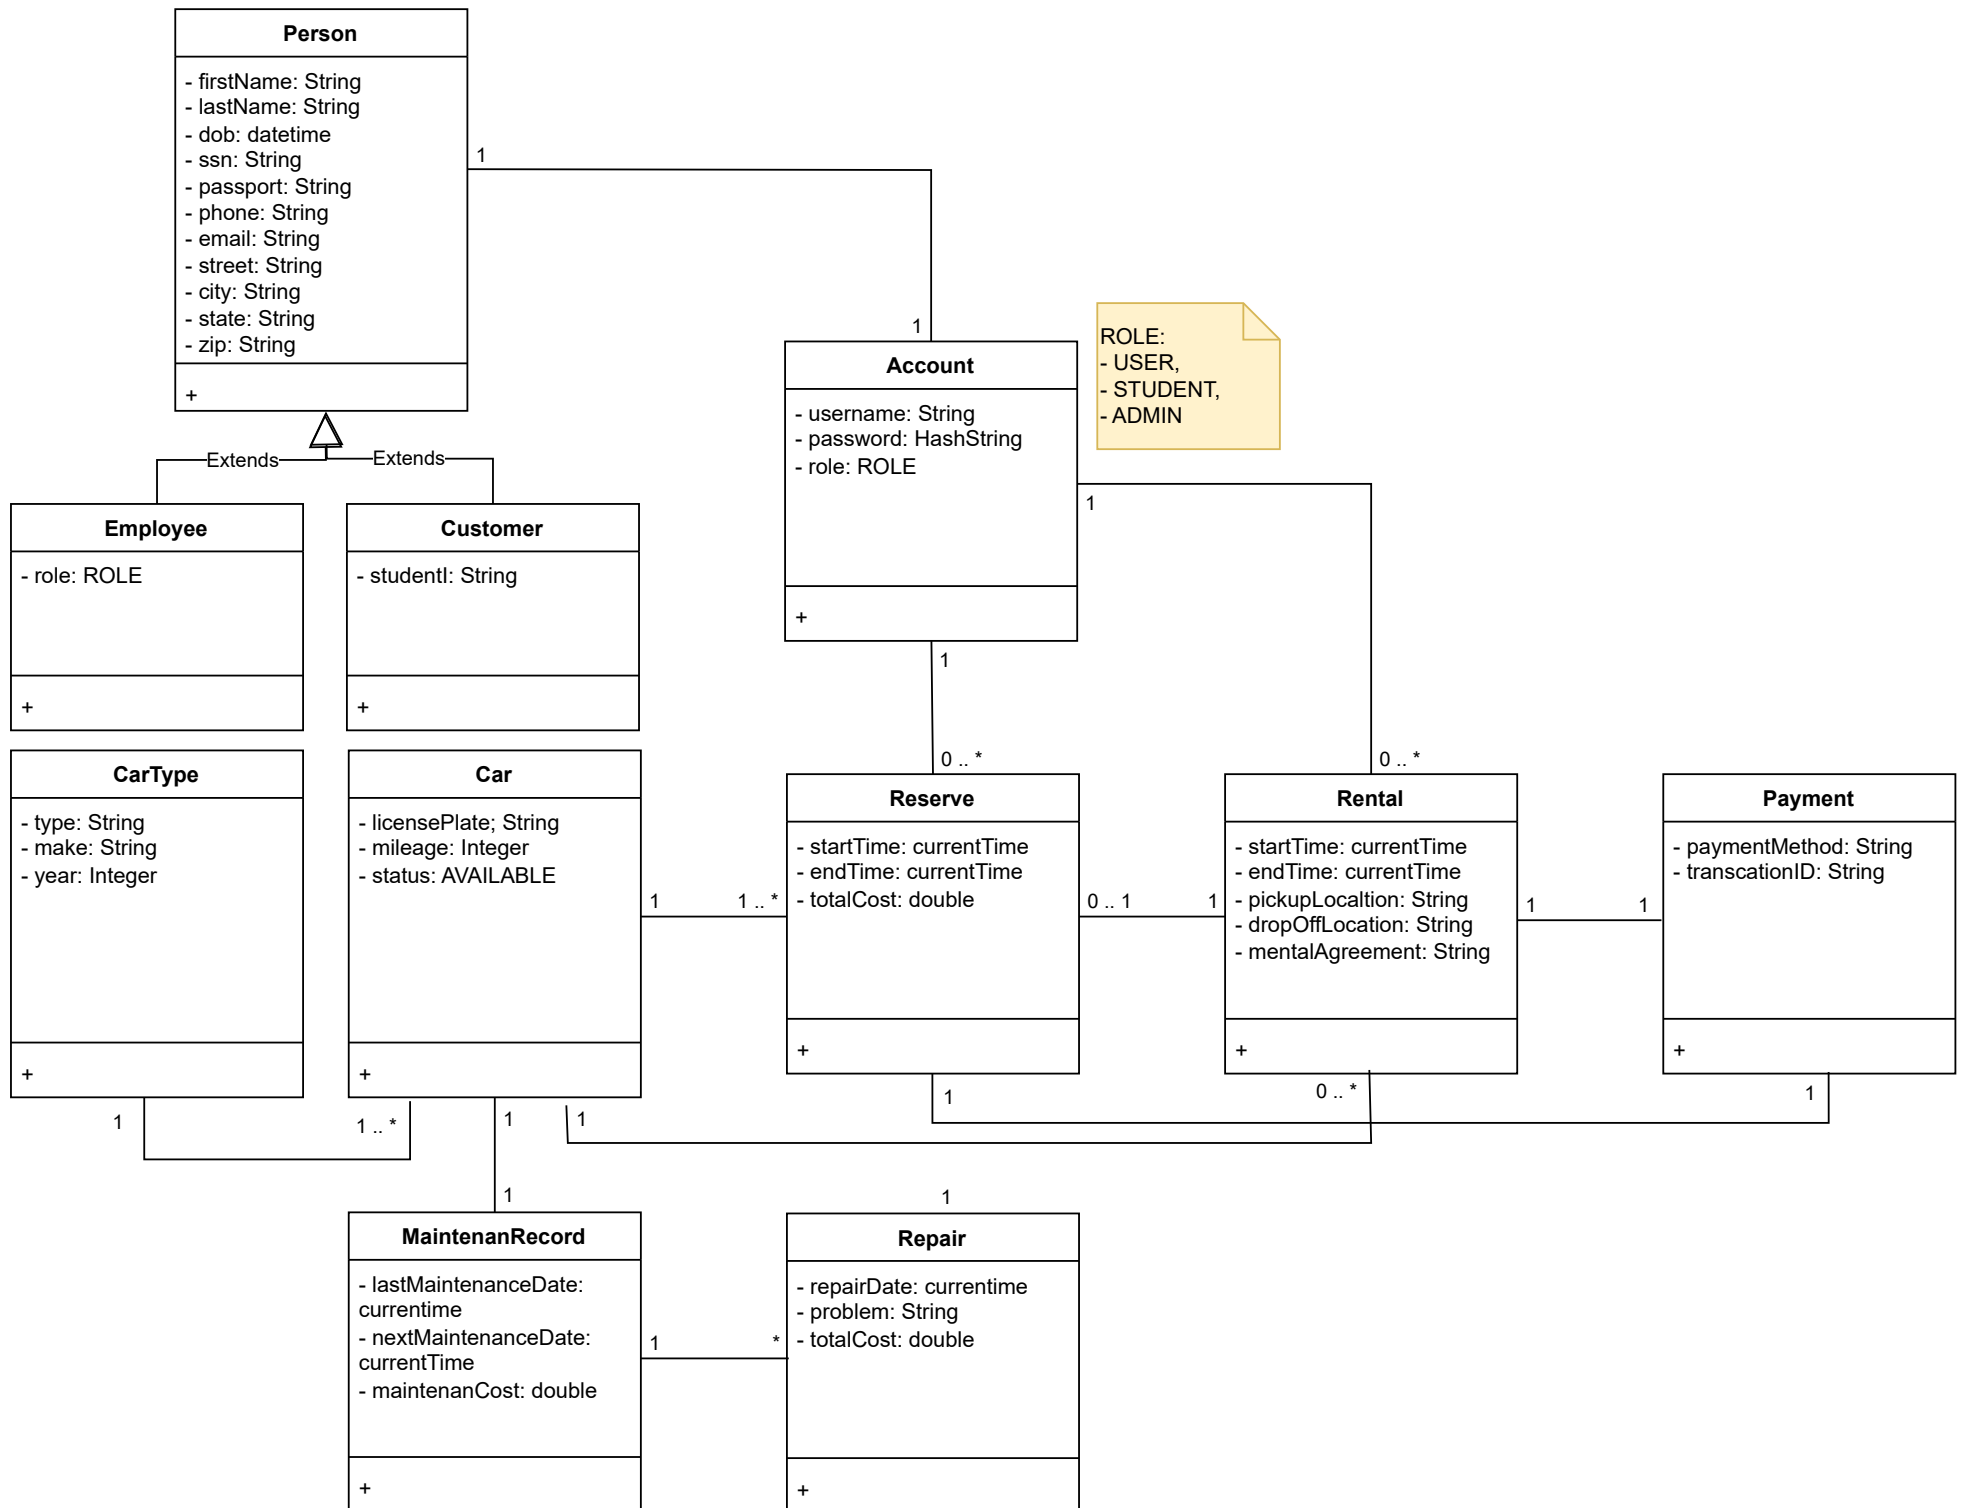 Person
- firstName: String
- lastName: String
- dob: datetime
- ssn: String
- passport: String
- phone: String
- email: String
- street: String
- city: String
- state: String
- zip: String
+
1
1
Account
- username: String
- password: HashString
- role: ROLE
+
ROLE:
- USER,
- STUDENT,
- ADMIN
Extends
Extends
Employee
- role: ROLE
+
Customer
- studentI: String
+
1
1
0 .. *
0 .. *
CarType
- type: String
- make: String
- year: Integer
+
Car
- licensePlate; String
- mileage: Integer
- status: AVAILABLE
+
1
1 .. *
Reserve
- startTime: currentTime
- endTime: currentTime
- totalCost: double
+
0 .. 1
1
Rental
- startTime: currentTime
- endTime: currentTime
- pickupLocaltion: String
- dropOffLocation: String
- mentalAgreement: String
+
1
1
Payment
- paymentMethod: String
- transcationID: String
+
1
1 .. *
1
1
1
0 .. *
1
1
1
MaintenanRecord
- lastMaintenanceDate:
currentime
- nextMaintenanceDate:
currentTime
- maintenanCost: double
+
1
*
Repair
- repairDate: currentime
- problem: String
- totalCost: double
+